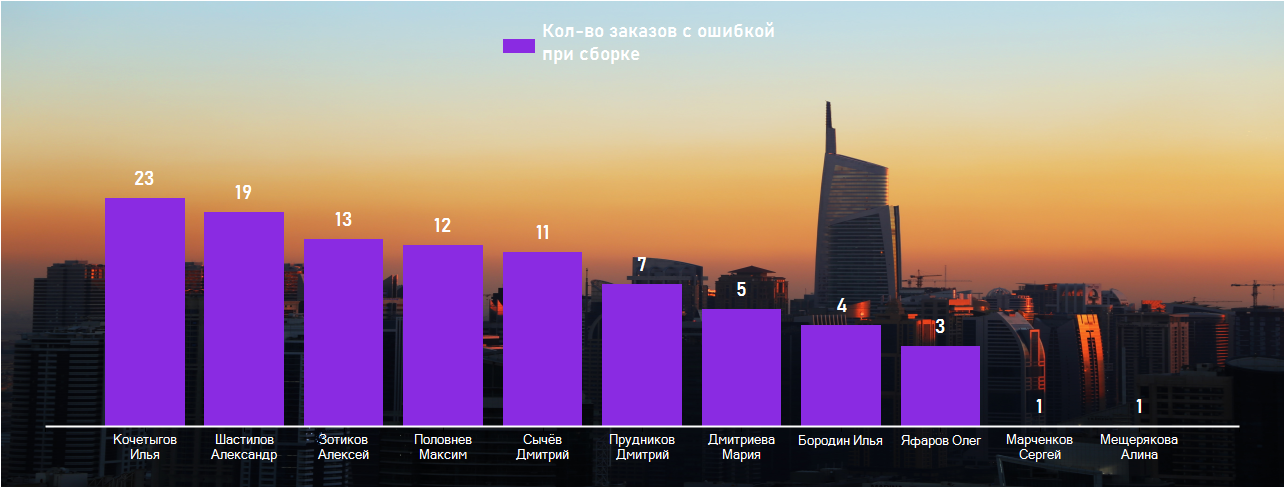 Кол-во заказов с ошибкой
при сборке
23
19
13
12
11
7
5
4
3
1
1
Кочетыгов
Илья
Шастилов
Александр
Зотиков
Алексей
Половнев
Максим
Сычёв
Дмитрий
Прудников
Дмитрий
Дмитриева
Мария
Бородин Илья
Яфаров Олег
Марченков
Сергей
Мещерякова
Алина